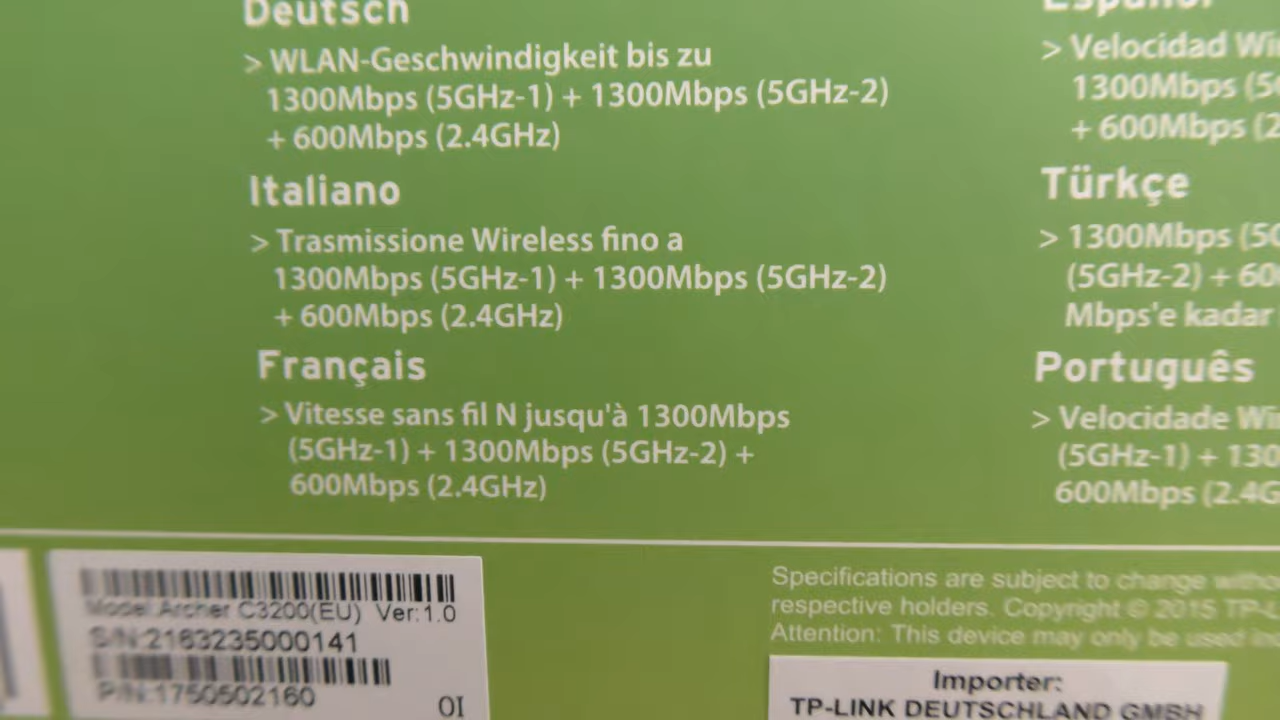 Deutsch
> WLAN-Geschwindigkeit bis zu
1300Mbps (5GHz-1) + 1300Mbps (5GHz-2)
+ 600Mbps (2.4GHz)
Italiano
> Trasmissione Wireless fino a
1300Mbps (5GHz-1) + 1300Mbps (5GHz-2)
+ 600Mbps (2.4GHz)
Français
> Vitesse sans fil N jusqu'à 1300Mbps
(5GHz-1) + 1300Mbps (5GHz-2) +
600Mbps (2.4GHz)
Español
> Velocidad
1300Mbps
+ 600Mbps
Türkçe
> 1300Mbps
(5GHz-2) +
Mbps'e kadar
Português
> Velocidade
(5GHz-1) +
600Mbps
Model:Archer C3200(EU) Ver:1.0
S/N:2163235000141
P/N:1750502160
OI
Specifications are subject to change
respective holders. Copyright © 2015
Attention: This device may only be used
Importer:
TP-LINK DEUTSCHLAND GMBH